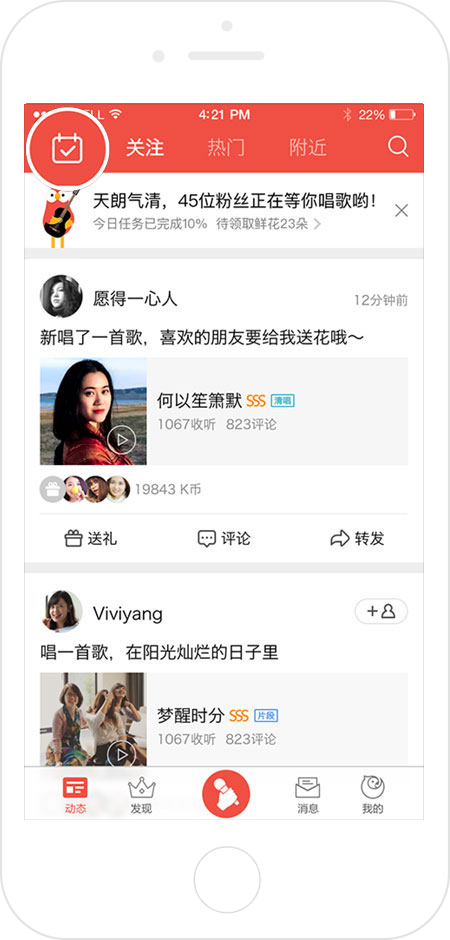 ELL 4:21 PM 22%
关注 热门 附近
天朗气清，45位粉丝正在等你唱歌哟！
今日任务已完成10% 待领取鲜花23朵
愿得一心人 12分钟前
新唱了一首歌，喜欢的朋友要给我送花哦～
何以笙箫默 SSS 清唱
1067收听 823评论
19843 K币
送礼 评论 转发
Viviyang
唱一首歌，在阳光灿烂的日子里
梦醒时分 SSS 片段
1067收听 823评论
动态 发现 消息 我的